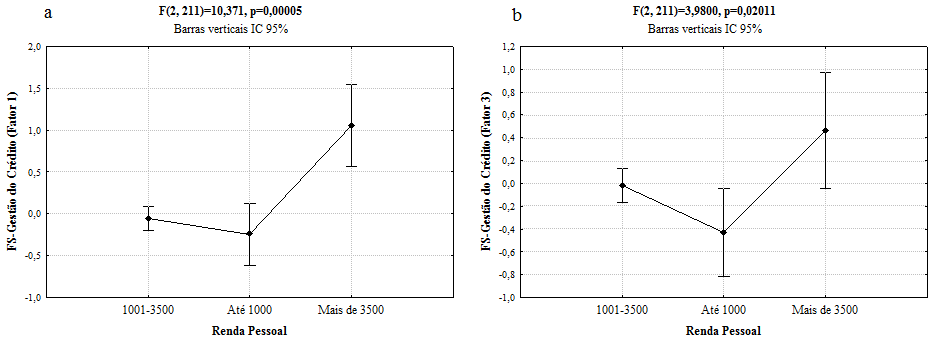 a
F(2, 211)=10,371, p=0,00005
Barras verticais IC 95%
FS-Gestão do Crédito (Fator 1)
2,0
1,5
1,0
0,5
0,0
-0,5
-1,0
1001-3500 Até 1000 Mais de 3500
Renda Pessoal
b
F(2, 211)=3,9800, p=0,02011
Barras verticais IC 95%
FS-Gestão do Crédito (Fator 3)
1,2
1,0
0,8
0,6
0,4
0,2
0,0
-0,2
-0,4
-0,6
-0,8
-1,0
1001-3500 Até 1000 Mais de 3500
Renda Pessoal